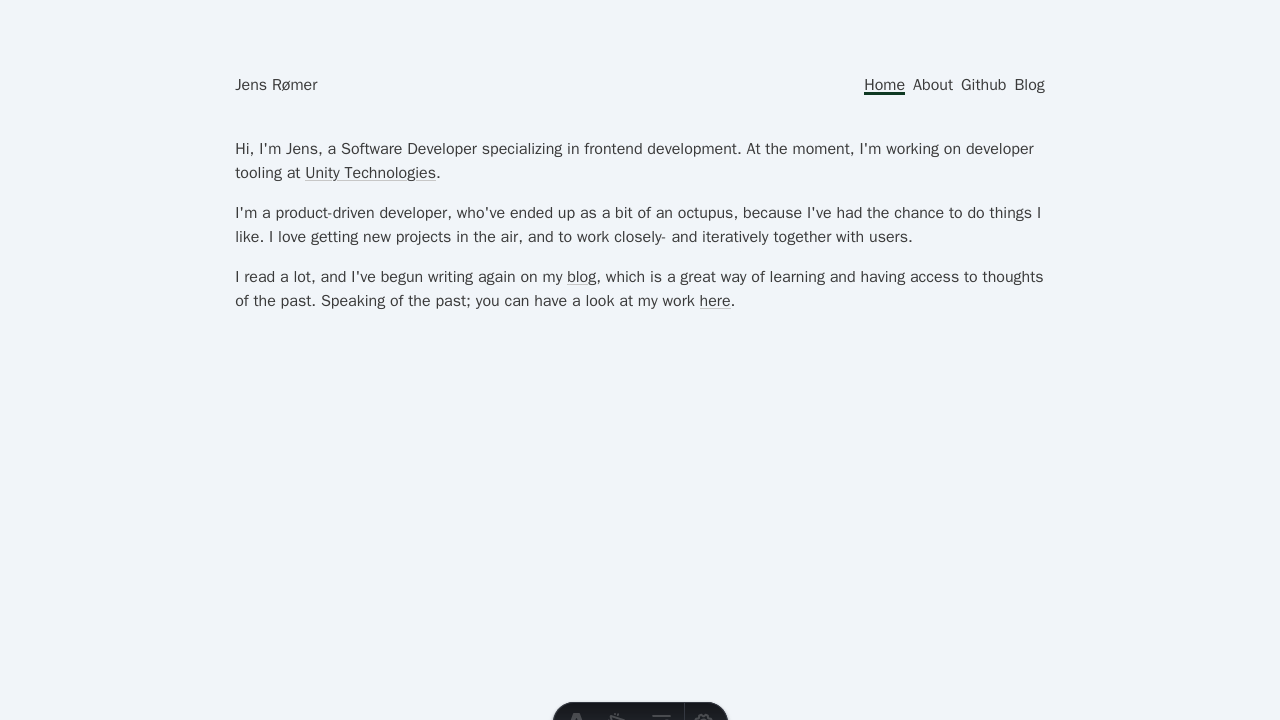 Jens Rømer
Home About Github Blog
Hi, I'm Jens, a Software Developer specializing in frontend development. At the moment, I'm working on developer
tooling at Unity Technologies.
I'm a product-driven developer, who've ended up as a bit of an octupus, because I've had the chance to do things I
like. I love getting new projects in the air, and to work closely- and iteratively together with users.
I read a lot, and I've begun writing again on my blog, which is a great way of learning and having access to thoughts
of the past. Speaking of the past; you can have a look at my work here.